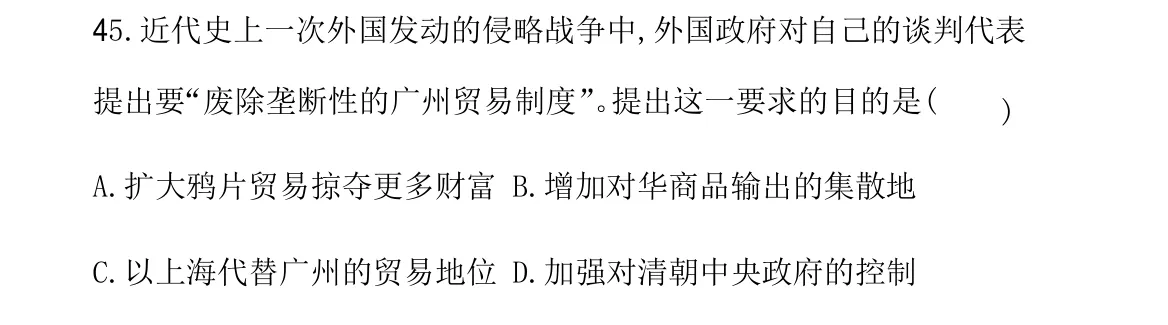 45.近代史上一次外国发动的侵略战争中,外国政府对自己的谈判代表
提出要“废除垄断性的广州贸易制度”。提出这一要求的目的是(    )
A.扩大鸦片贸易掠夺更多财富 B.增加对华商品输出的集散地
C.以上海代替广州的贸易地位 D.加强对清朝中央政府的控制